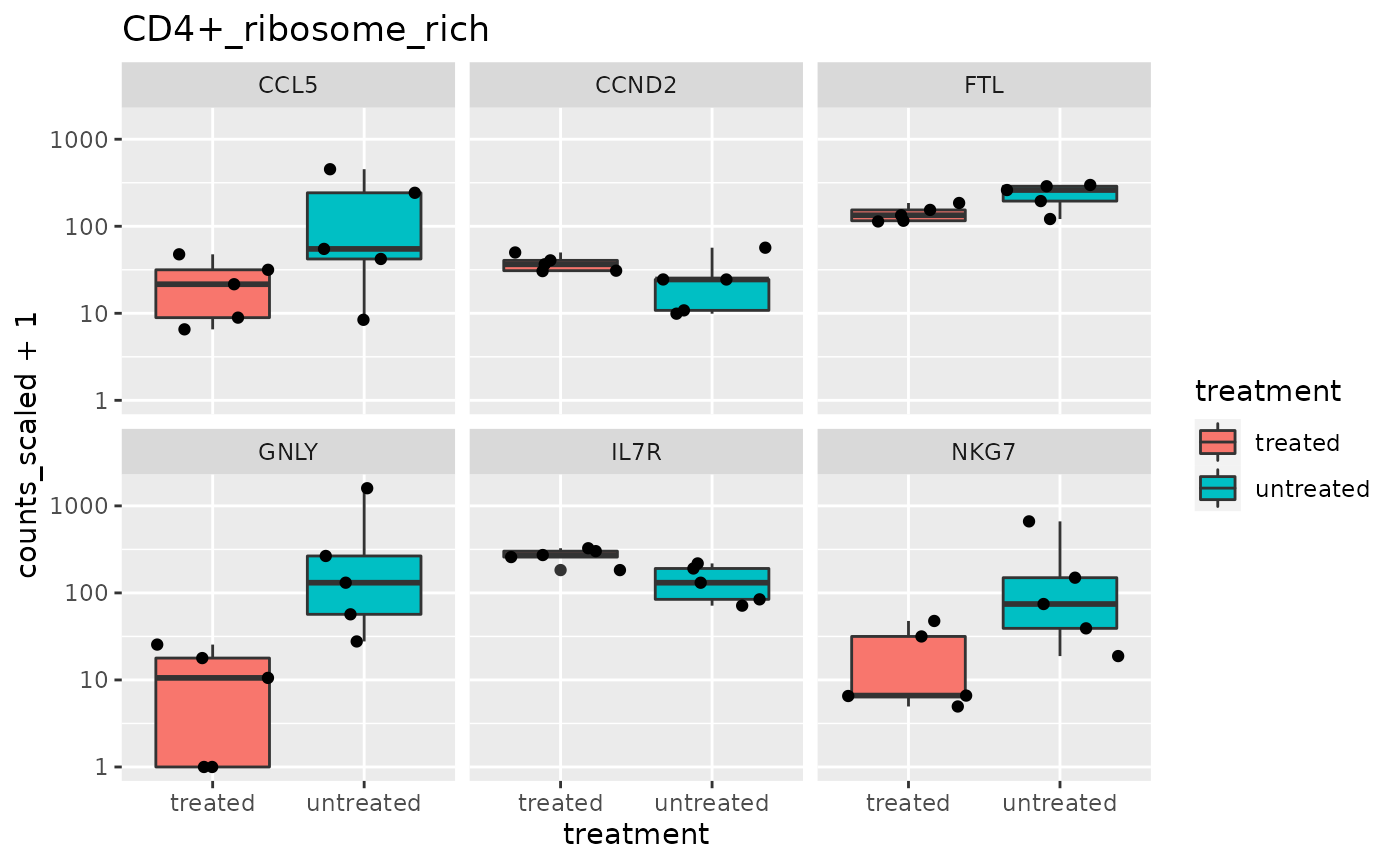 CD4+_ribosome_rich
CCL5
CCND2
FTL
1000
100
10
1
GNLY
IL7R
NKG7
1000
100
10
1
treated
untreated
treated
untreated
treated
untreated
treatment
counts_scaled + 1
treatment
treated
untreated